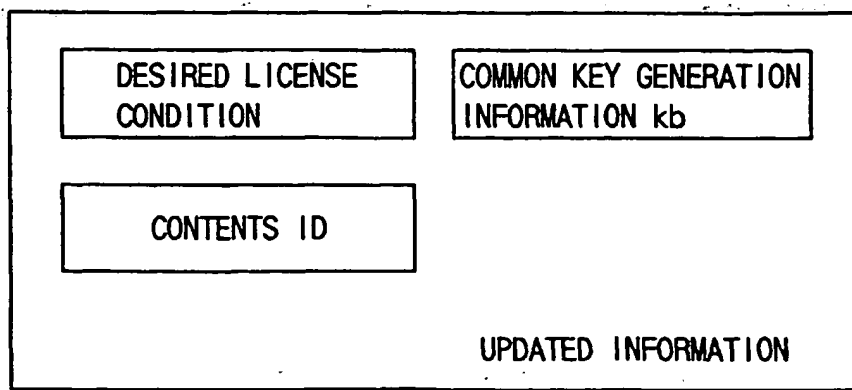 DESIRED LICENSE
CONDITION
COMMON KEY GENERATION
INFORMATION kb
CONTENTS ID
UPDATED INFORMATION